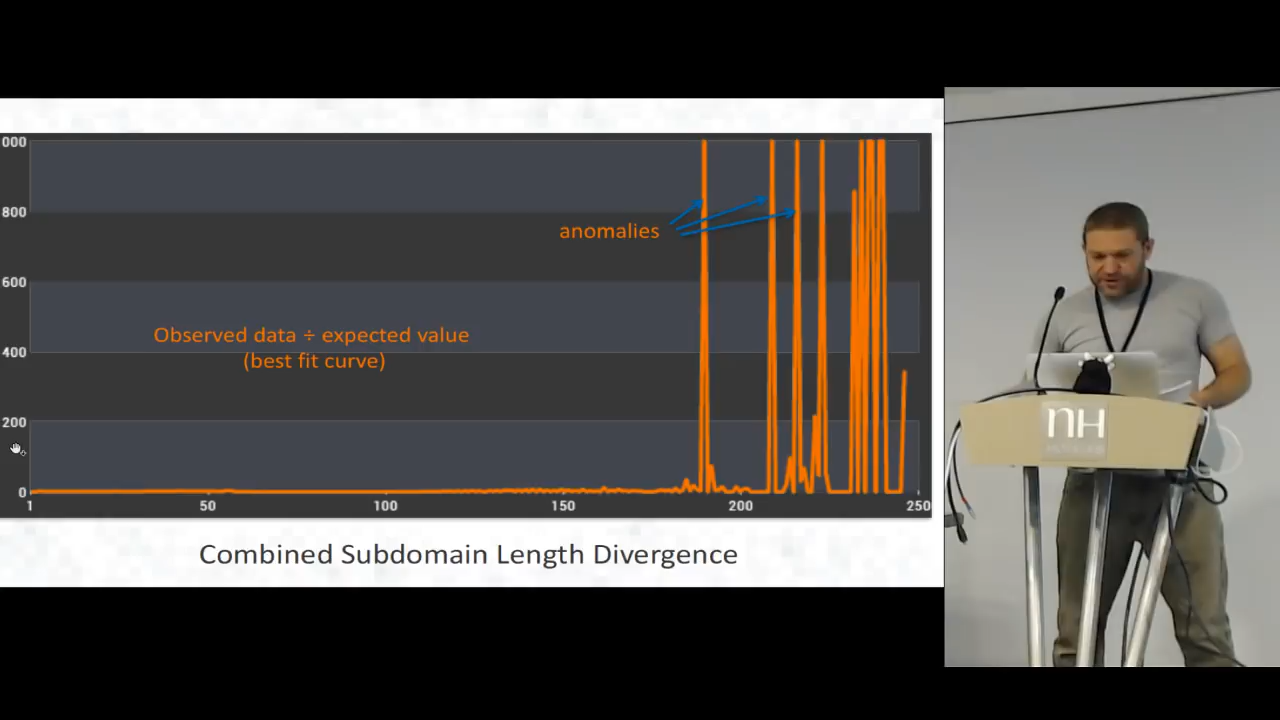 000
800
anomalies
600
Observed data ÷ expected value
(best fit curve)
400
200
0
1 50 100 150 200 250
Combined Subdomain Length Divergence
nH